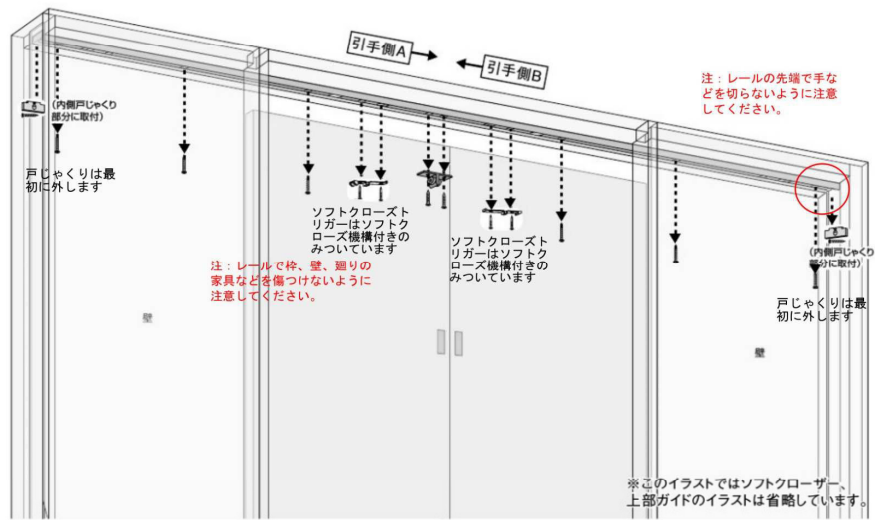 引手側A
引手側B
注：レールの先端で手な
どを切らないように注意
してください。
(内側戸じゃくり
部分に取付)
戸じゃくりは最
初に外します
ソフトクローズト
リガーはソフトク
ローズ機構付きの
みついています
ソフトクローズト
リガーはソフトク
ローズ機構付きの
みついています
注：レールで枠、壁、廻りの
家具などを傷つけないように
注意してください。
(内側戸じゃくり
部分に取付)
戸じゃくりは最
初に外します
壁
壁
※このイラストではソフトクローザー、
上部ガイドのイラストは省略しています。